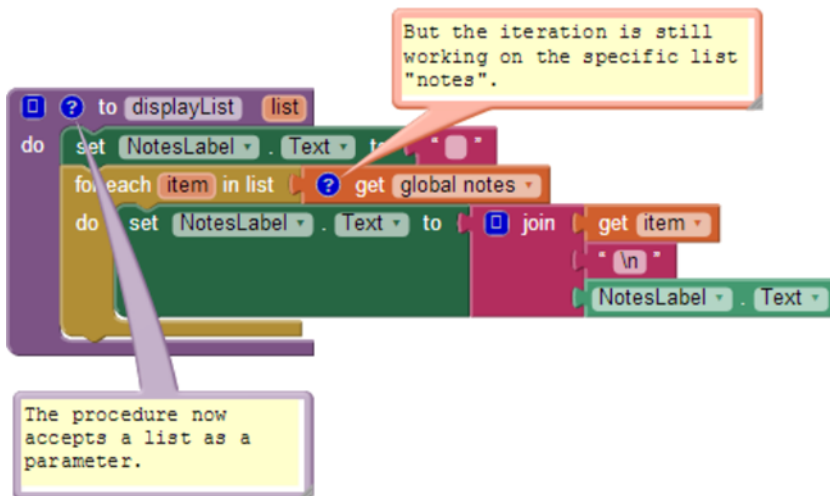 But the iteration is still
working on the specific list
"notes".
? to displayList list
do set NotesLabel . Text to " "
for each item in list ? get global notes
do set NotesLabel . Text to join get item
" \n "
NotesLabel . Text
The procedure now
accepts a list as a
parameter.